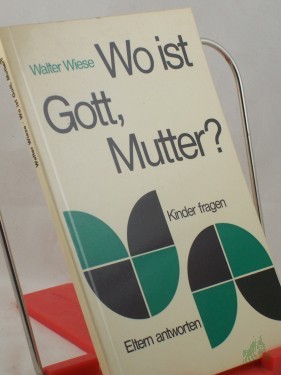 Walter Wiese
Wo ist
Gott,
Mutter?
Kinder fragen
Eltern antworten